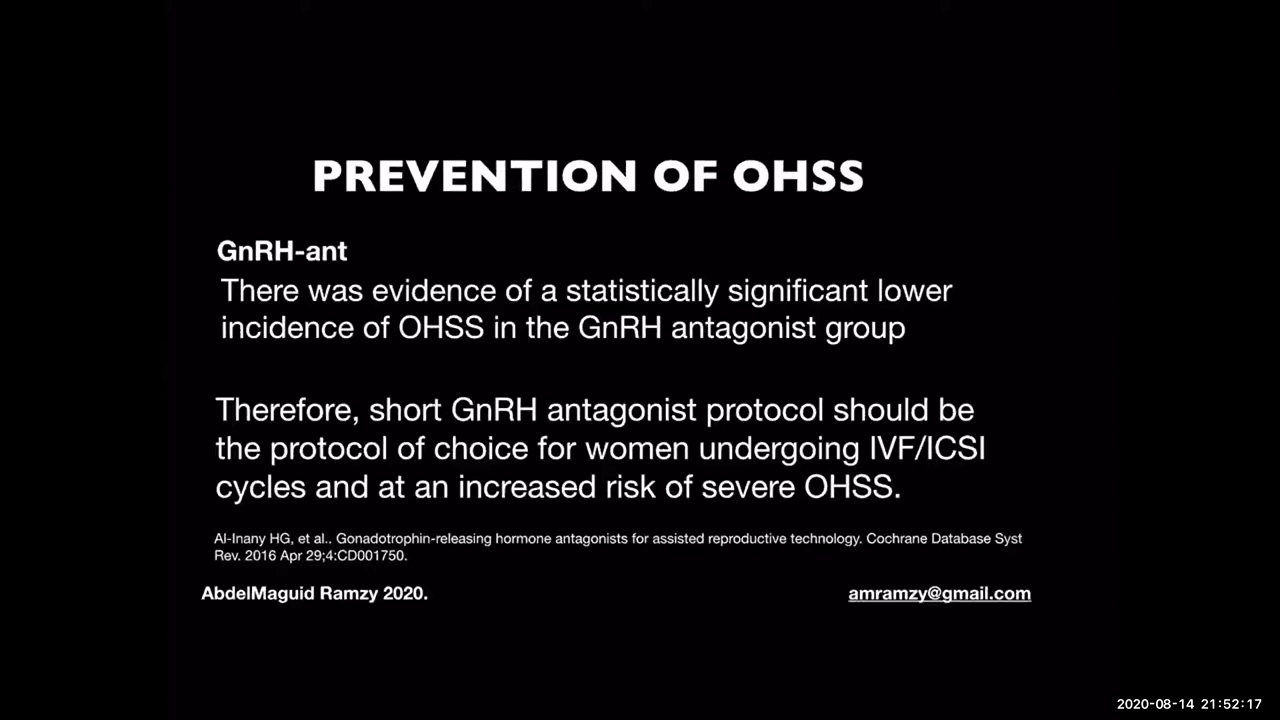 PREVENTION OF OHSS
GnRH-ant
There was evidence of a statistically significant lower
incidence of OHSS in the GnRH antagonist group
Therefore, short GnRH antagonist protocol should be
the protocol of choice for women undergoing IVF/ICSI
cycles and at an increased risk of severe OHSS.
Al-Inany HG, et al.. Gonadotrophin-releasing hormone antagonists for assisted reproductive technology. Cochrane Database Syst
Rev. 2016 Apr 29;4:CD001750.
AbdelMaguid Ramzy 2020.
amramzy@gmail.com
2020-08-14 21:52:17